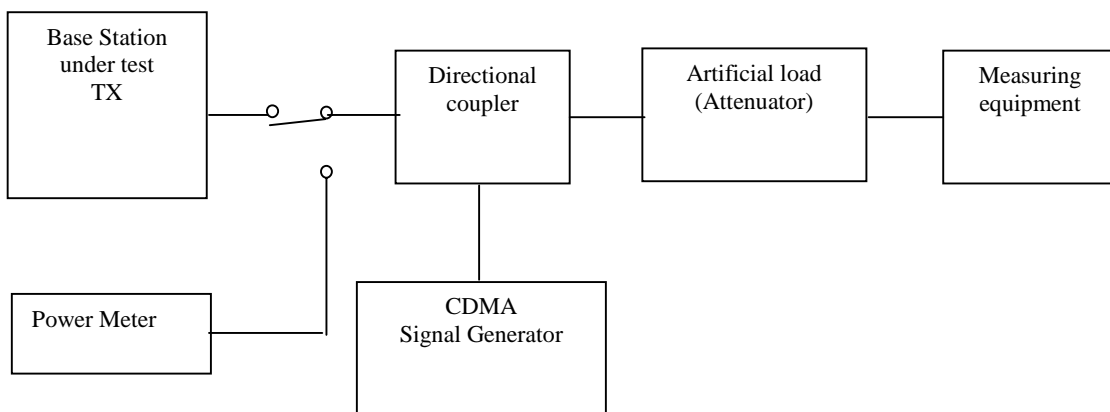 Base Station
under test
TX
Directional
coupler
Artificial load
(Attenuator)
Measuring
equipment
Power Meter
CDMA
Signal Generator